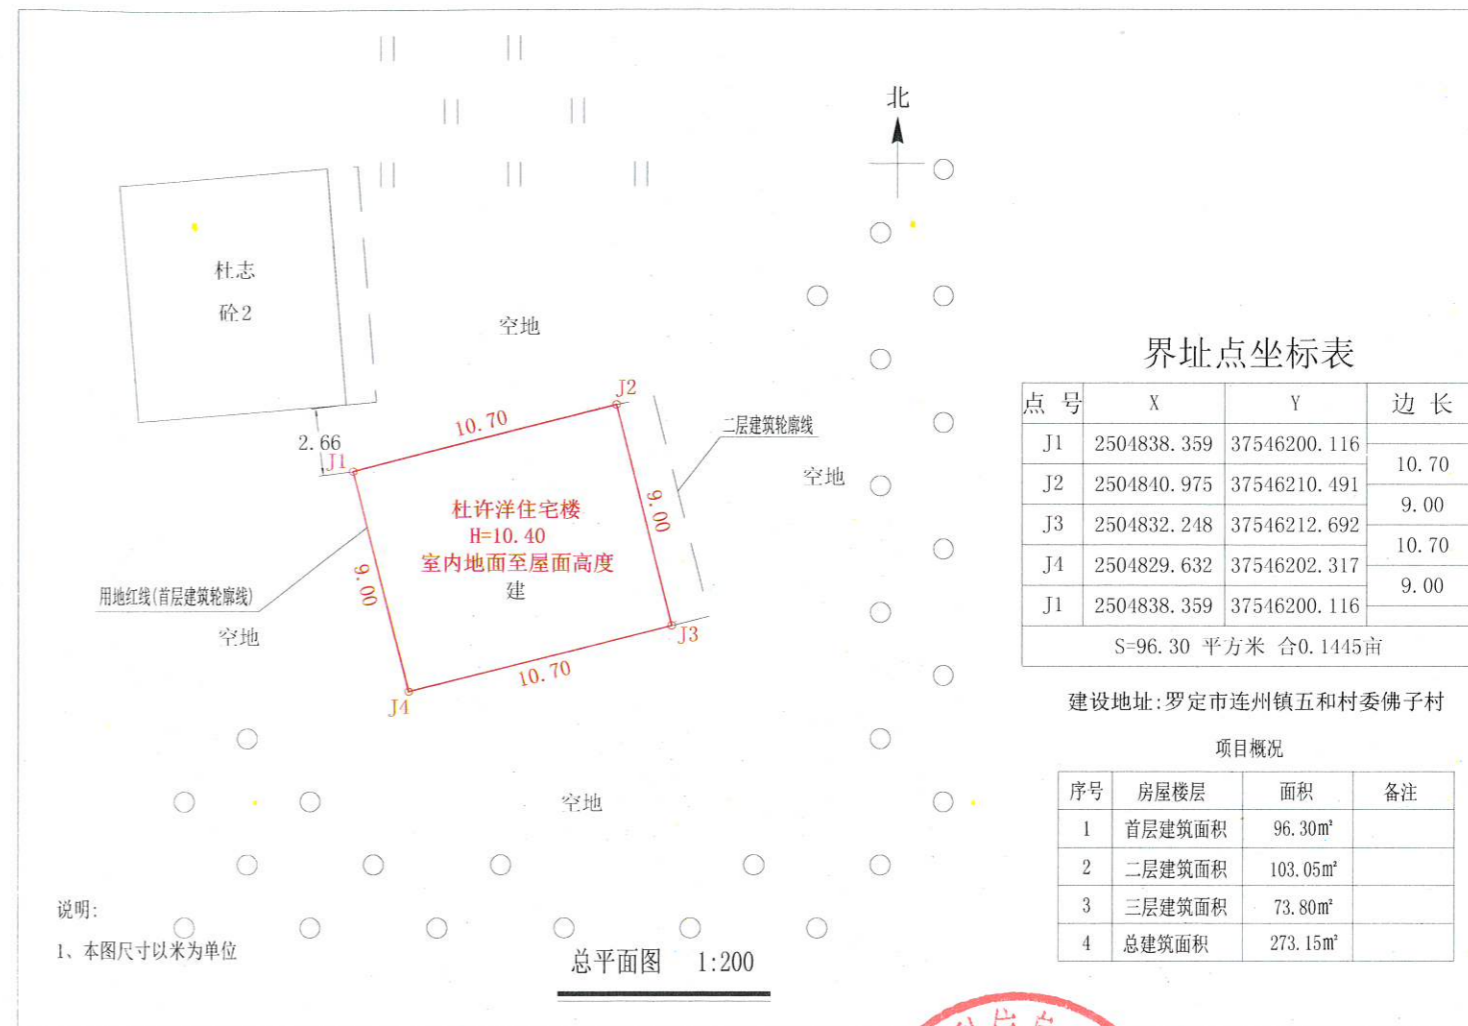 北
杜志
砼2
空地
J2
10.70
二层建筑轮廓线
2.66
J1
空地
9.00
杜许洋住宅楼
H=10.40
室内地面至屋面高度
建
9.00
用地红线(首层建筑轮廓线)
空地
J3
10.70
J4
空地
说明:
1、本图尺寸以米为单位
总平面图 1:200
界址点坐标表
点 号 X Y 边 长
J1 2504838.359 37546200.116
10.70
J2 2504840.975 37546210.491
9.00
J3 2504832.248 37546212.692
10.70
J4 2504829.632 37546202.317
9.00
J1 2504838.359 37546200.116
S=96.30 平方米 合0.1445亩
建设地址:罗定市连州镇五和村委佛子村
项目概况
序号 房屋楼层 面积 备注
1 首层建筑面积 96.30m²
2 二层建筑面积 103.05m²
3 三层建筑面积 73.80m²
4 总建筑面积 273.15m²